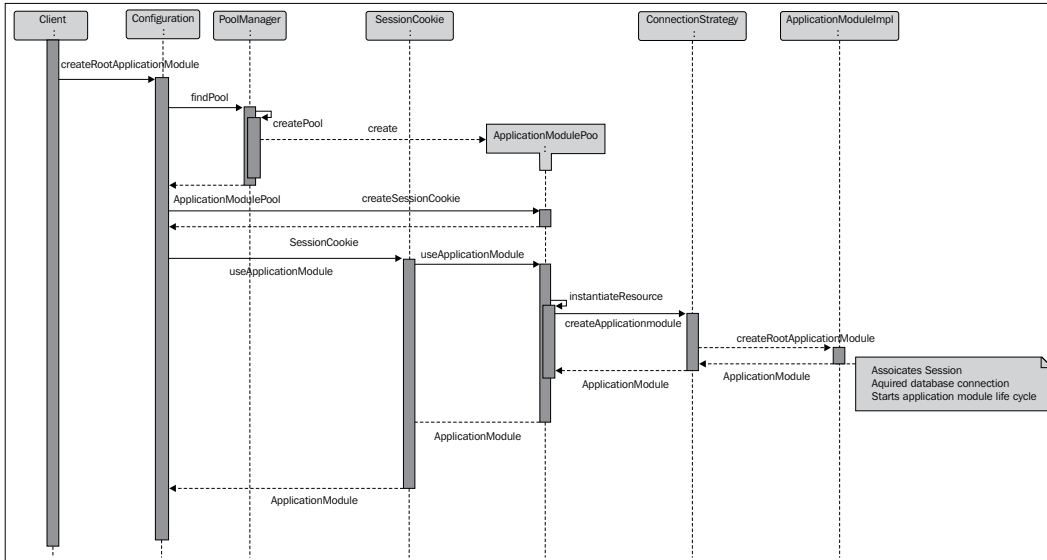 Client
:
Configuration
:
PoolManager
:
SessionCookie
:
ConnectionStrategy
:
ApplicationModuleImpl
:
createRootApplicationModule
findPool
createPool
create
ApplicationModulePoo
:
ApplicationModulePool
createSessionCookie
SessionCookie
useApplicationModule
useApplicationModule
instantiateResource
createApplicationmodule
createRootApplicationModule
ApplicationModule
ApplicationModule
Assoicates Session
Aquired database connection
Starts application module life cycle
ApplicationModule
ApplicationModule